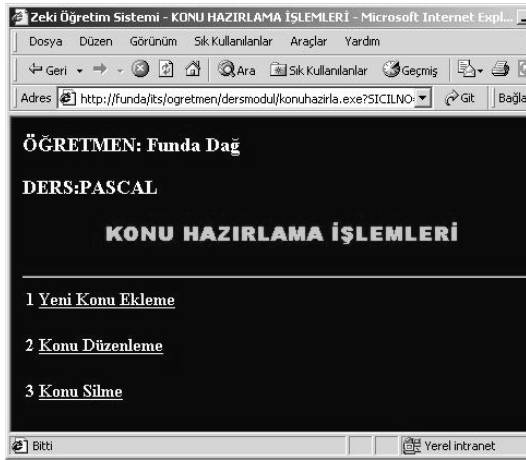 Zeki Öğretim Sistemi - KONU HAZIRLAMA İŞLEMLERİ - Microsoft Internet Expl...
Dosya Düzen Görünüm Sık Kullanılanlar Araçlar Yardım
Geri Ara Sık Kullanılanlar Geçmiş
Adres http://funda/its/ogretmen/dersmodul/konuhazirla.exe?SICILNO= Git Bağla
ÖĞRETMEN: Funda Dağ
DERS:PASCAL
KONU HAZIRLAMA İŞLEMLERİ
1 Yeni Konu Ekleme
2 Konu Düzenleme
3 Konu Silme
Bitti Yerel intranet